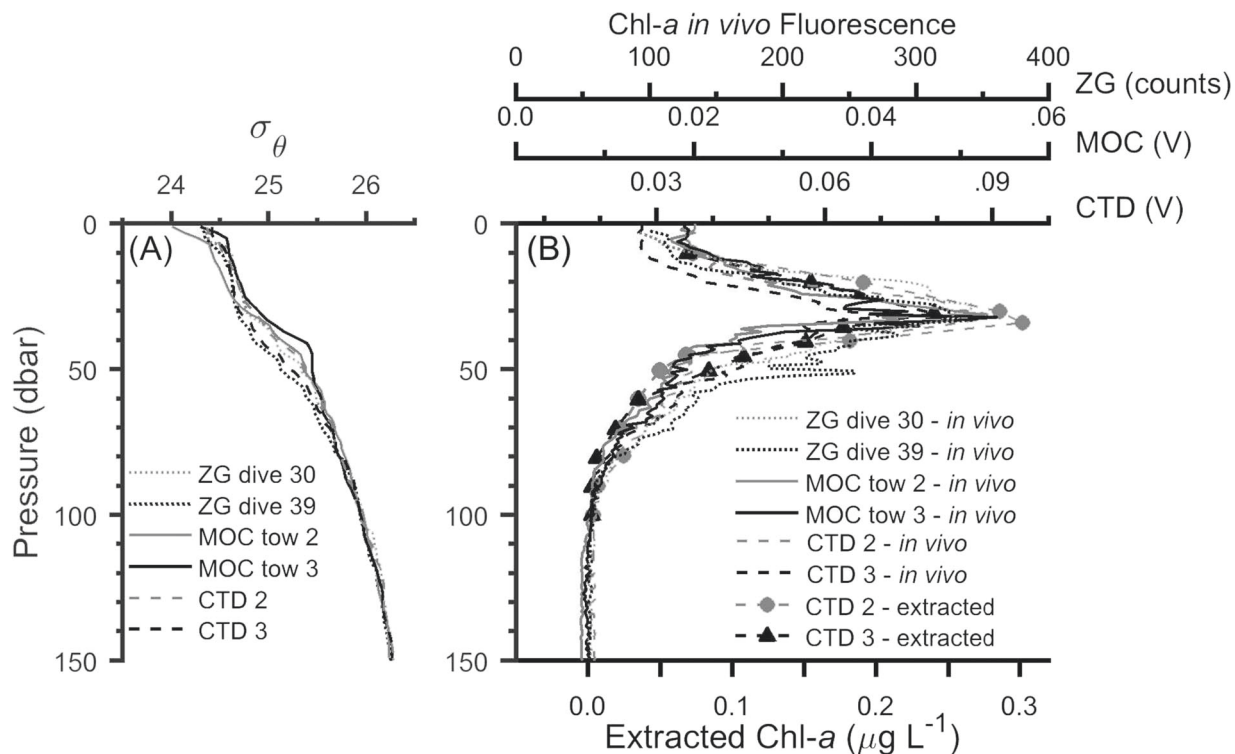 Chl-a in vivo Fluorescence
0 100 200 300 400
ZG (counts)
0.0 0.02 0.04 .06
MOC (V)
σθ
0.03 0.06 0.09
24 25 26
CTD (V)
0
(A)
(B)
50
100
150
Pressure (dbar)
ZG dive 30
ZG dive 39
MOC tow 2
MOC tow 3
CTD 2
CTD 3
0
50
100
150
ZG dive 30 - in vivo
ZG dive 39 - in vivo
MOC tow 2 - in vivo
MOC tow 3 - in vivo
CTD 2 - in vivo
CTD 3 - in vivo
CTD 2 - extracted
CTD 3 - extracted
0.0 0.1 0.2 0.3
Extracted Chl-a (μg L⁻¹)